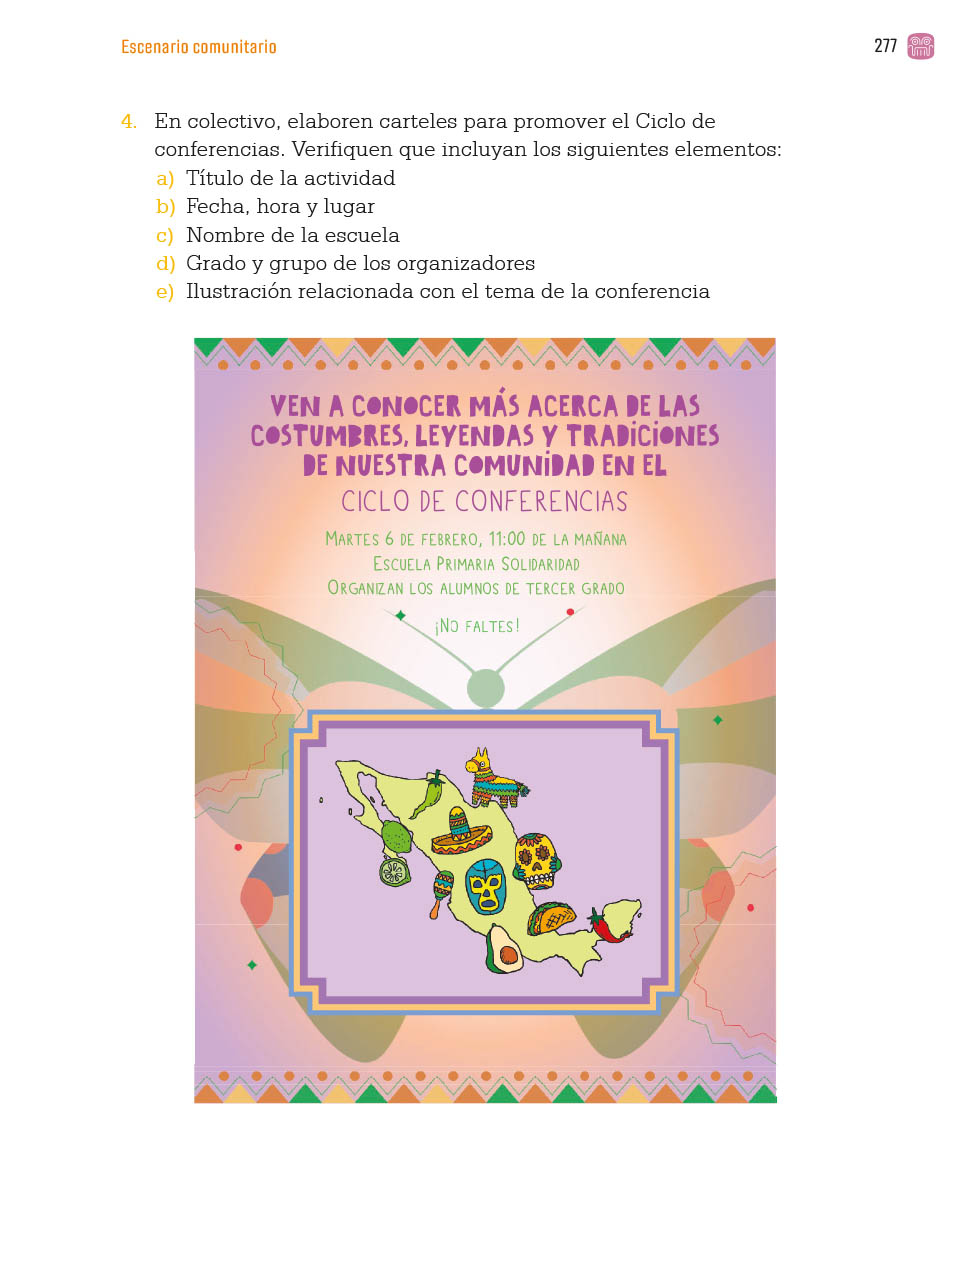 Escenario comunitario
277
4. En colectivo, elaboren carteles para promover el Ciclo de
conferencias. Verifiquen que incluyan los siguientes elementos:
a) Título de la actividad
b) Fecha, hora y lugar
c) Nombre de la escuela
d) Grado y grupo de los organizadores
e) Ilustración relacionada con el tema de la conferencia
VEN A CONOCER MÁS ACERCA DE LAS
COSTUMBRES, LEYENDAS Y TRADICIONES
DE NUESTRA COMUNIDAD EN EL
CICLO DE CONFERENCIAS
MARTES 6 DE FEBRERO, 11:00 DE LA MAÑANA
ESCUELA PRIMARIA SOLIDARIDAD
ORGANIZAN LOS ALUMNOS DE TERCER GRADO
¡NO FALTES!